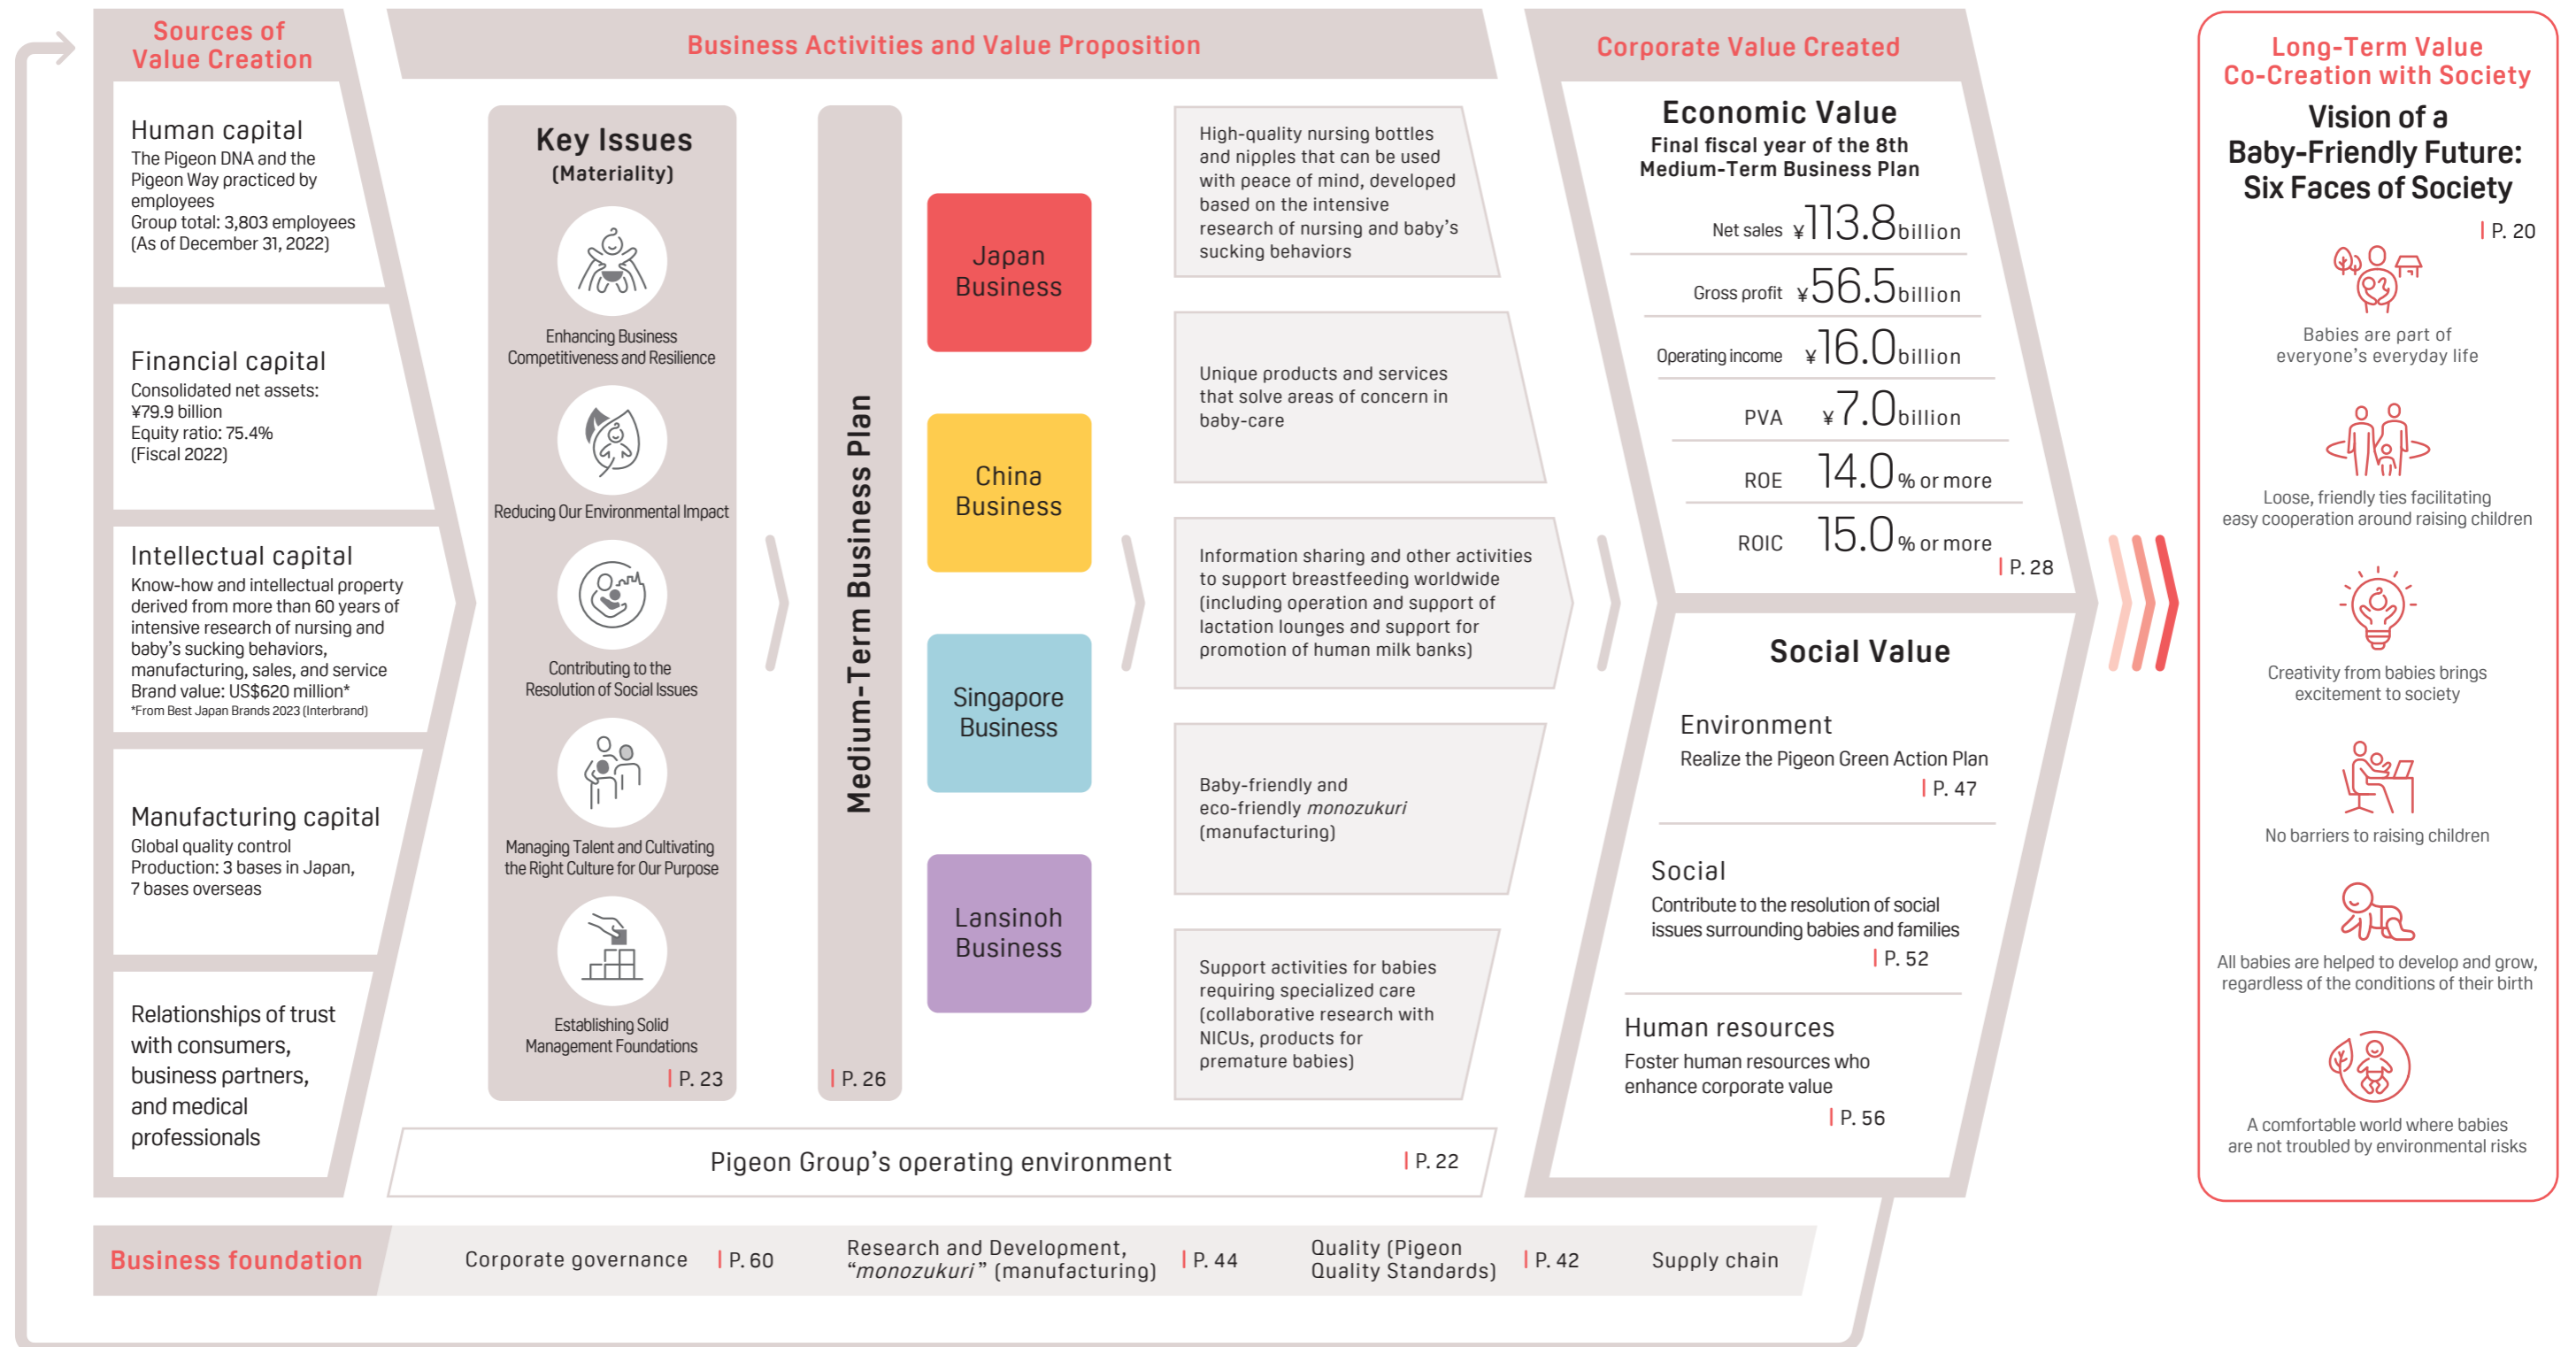 Sources of
Value Creation
Human capital
The Pigeon DNA and the
Pigeon Way practiced by
employees
Group total: 3,803 employees
(As of December 31, 2022)
Financial capital
Consolidated net assets:
¥79.9 billion
Equity ratio: 75.4%
(Fiscal 2022)
Intellectual capital
Know-how and intellectual property
derived from more than 60 years of
intensive research of nursing and
baby's sucking behaviors,
manufacturing, sales, and service
Brand value: US$620 million*
*From Best Japan Brands 2023 (Interbrand)
Manufacturing capital
Global quality control
Production: 3 bases in Japan,
7 bases overseas
Relationships of trust
with consumers,
business partners,
and medical
professionals
Business Activities and Value Proposition
Key Issues
(Materiality)
Enhancing Business
Competitiveness and Resilience
Reducing Our Environmental Impact
Contributing to the
Resolution of Social Issues
Managing Talent and Cultivating
the Right Culture for Our Purpose
Establishing Solid
Management Foundations
P. 23
Medium-Term Business Plan
P. 26
Japan
Business
China
Business
Singapore
Business
Lansinoh
Business
High-quality nursing bottles
and nipples that can be used
with peace of mind, developed
based on the intensive
research of nursing and baby's
sucking behaviors
Unique products and services
that solve areas of concern in
baby-care
Information sharing and other activities
to support breastfeeding worldwide
(including operation and support of
lactation lounges and support for
promotion of human milk banks)
Baby-friendly and
eco-friendly monozukuri
(manufacturing)
Support activities for babies
requiring specialized care
(collaborative research with
NICUs, products for
premature babies)
Pigeon Group's operating environment P. 22
Corporate Value Created
Economic Value
Final fiscal year of the 8th
Medium-Term Business Plan
Net sales ¥113.8billion
Gross profit ¥56.5billion
Operating income ¥16.0billion
PVA ¥7.0billion
ROE 14.0% or more
ROIC 15.0% or more
P. 28
Social Value
Environment
Realize the Pigeon Green Action Plan
P. 47
Social
Contribute to the resolution of social
issues surrounding babies and families
P. 52
Human resources
Foster human resources who
enhance corporate value
P. 56
Long-Term Value
Co-Creation with Society
Vision of a
Baby-Friendly Future:
Six Faces of Society
P. 20
Babies are part of
everyone's everyday life
Loose, friendly ties facilitating
easy cooperation around raising children
Creativity from babies brings
excitement to society
No barriers to raising children
All babies are helped to develop and grow,
regardless of the conditions of their birth
A comfortable world where babies
are not troubled by environmental risks
Business foundation
Corporate governance P. 60
Research and Development,
"monozukuri" (manufacturing) P. 44
Quality (Pigeon
Quality Standards) P. 42
Supply chain